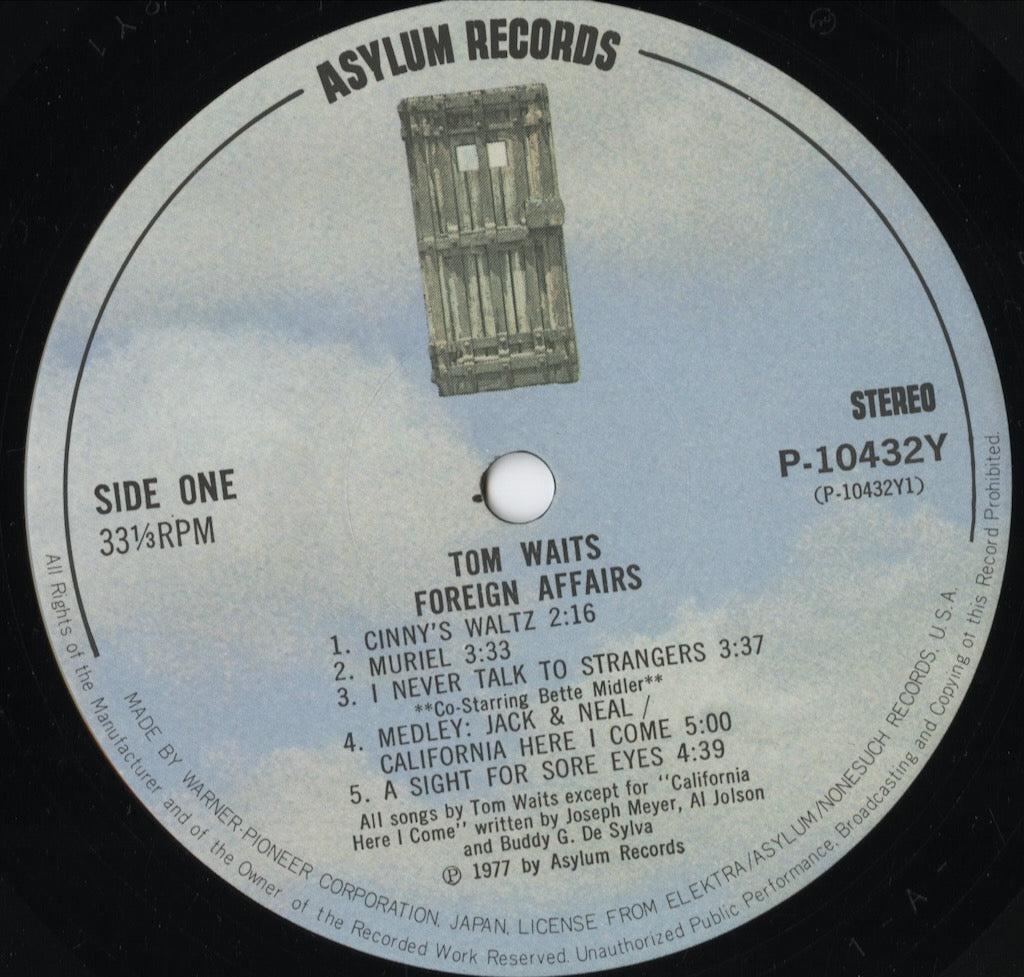 ASYLUM RECORDS
STEREO
P-10432Y
(P-10432Y1)
SIDE ONE
33⅓RPM
TOM WAITS
FOREIGN AFFAIRS
1. CINNY'S WALTZ 2:16
2. MURIEL 3:33
3. I NEVER TALK TO STRANGERS 3:37
**Co-Starring Bette Midler**
4. MEDLEY: JACK & NEAL /
CALIFORNIA HERE I COME 5:00
5. A SIGHT FOR SORE EYES 4:39
All songs by Tom Waits except for "California
Here I Come" written by Joseph Meyer, Al Jolson
and Buddy G. De Sylva
Ⓟ 1977 by Asylum Records
MADE BY WARNER-PIONEER CORPORATION, JAPAN, LICENSE FROM ELEKTRA/ASYLUM/NONESUCH RECORDS, U.S.A.
All Rights of the Manufacturer and of the Owner of the Recorded Work Reserved. Unauthorized Public Performance, Broadcasting and Copying of this Record Prohibited.
1 - A -